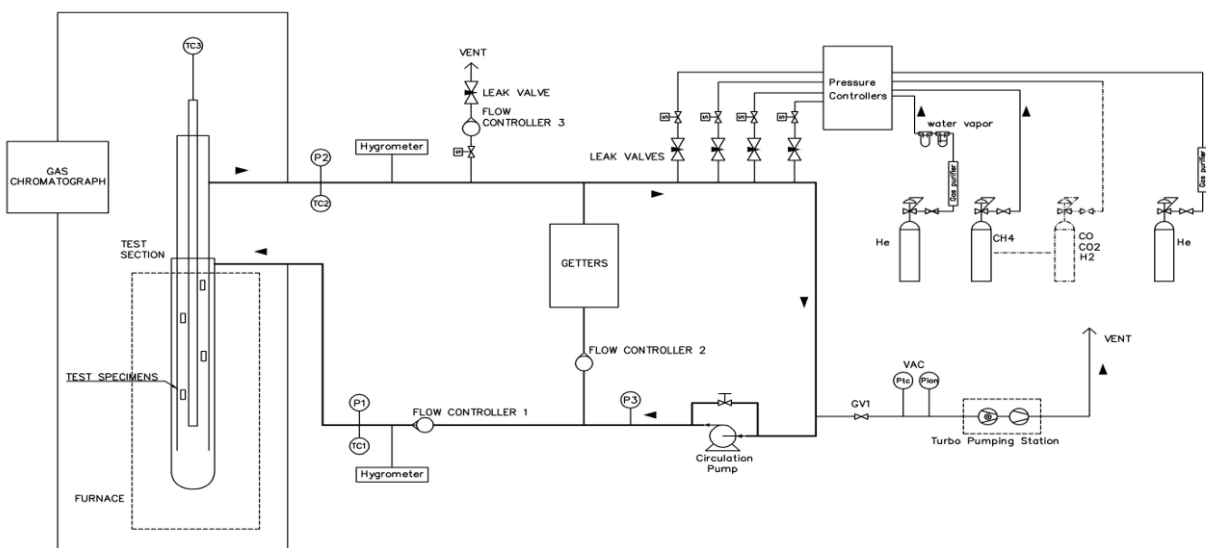 TC3
GAS
CHROMATOGRAPH
VENT
LEAK VALVE
FLOW
CONTROLLER 3
S
P2
TC2
Hygrometer
S
S
S
S
LEAK VALVES
Pressure
Controllers
water vapor
Gas purifier
Gas purifier
He
CH4
CO
CO2
H2
He
TEST
SECTION
GETTERS
FLOW CONTROLLER 2
TEST SPECIMENS
P1
TC1
FLOW CONTROLLER 1
Hygrometer
P3
Circulation
Pump
GV1
VAC
Ptc
Pion
Turbo Pumping Station
VENT
FURNACE